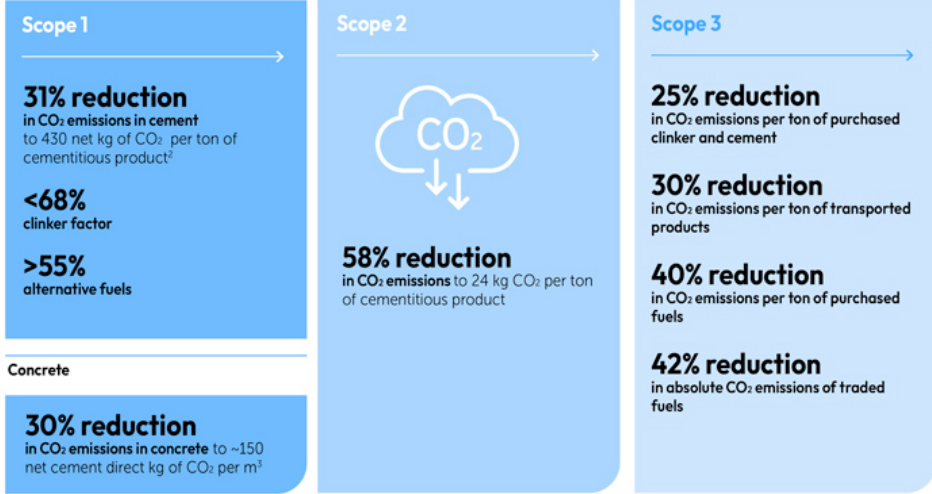 Scope 1
31% reduction
in CO₂ emissions in cement
to 430 net kg of CO₂ per ton of
cementitious product²
<68%
clinker factor
>55%
alternative fuels
Concrete
30% reduction
in CO₂ emissions in concrete to ~150
net cement direct kg of CO₂ per m³
Scope 2
CO₂
58% reduction
in CO₂ emissions to 24 kg CO₂ per ton
of cementitious product
Scope 3
25% reduction
in CO₂ emissions per ton of purchased
clinker and cement
30% reduction
in CO₂ emissions per ton of transported
products
40% reduction
in CO₂ emissions per ton of purchased
fuels
42% reduction
in absolute CO₂ emissions of traded
fuels